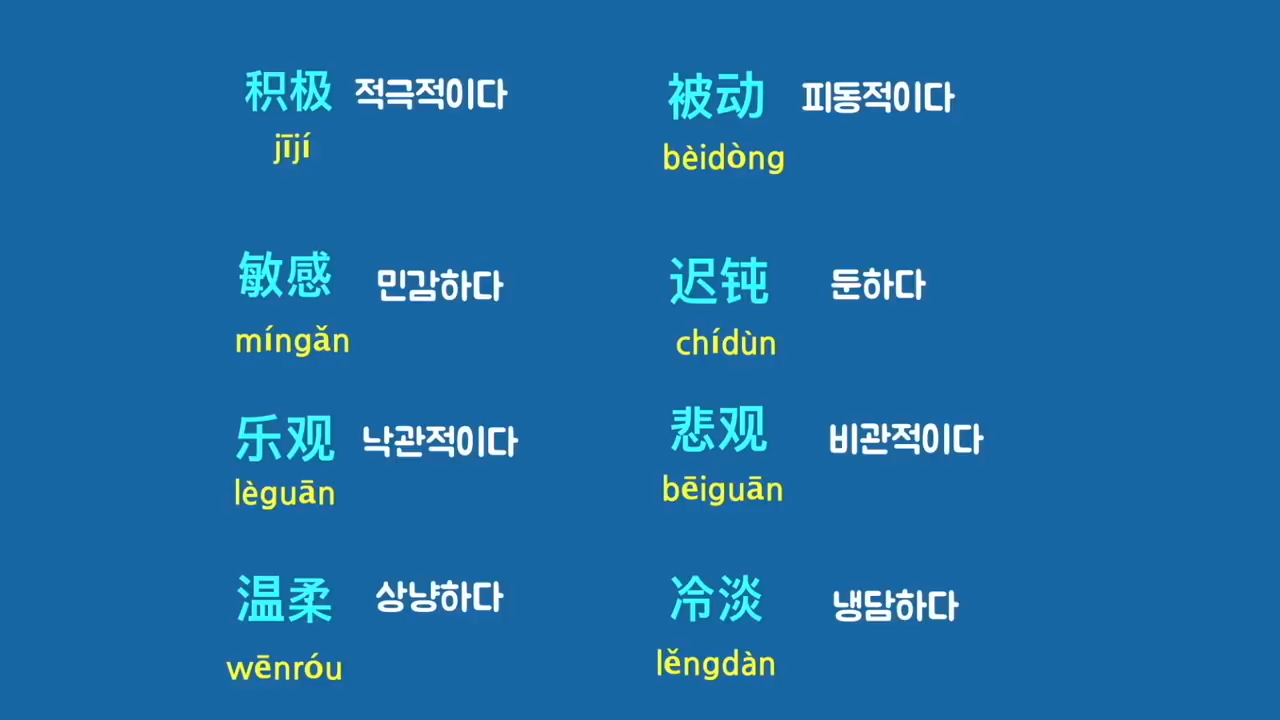 积极 적극적이다
jījí
被动 피동적이다
bèidòng
敏感 민감하다
míngǎn
迟钝 둔하다
chídùn
乐观 낙관적이다
lèguān
悲观 비관적이다
bēiguān
温柔 상냥하다
wēnróu
冷淡 냉담하다
lěngdàn